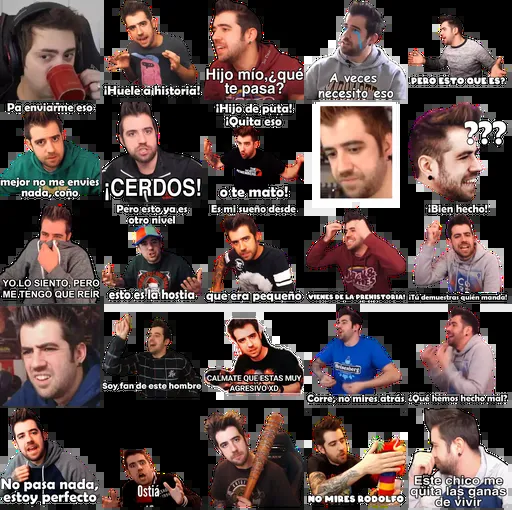 Pa enviarme eso
¡Huele a historia!
Hijo mío,¿qué
te pasa?
A veces
necesito eso
¿PERO ESTO QUE ES?
mejor no me envies
nada, coño
¡CERDOS!
Pero esto ya es
otro nivel
¡Hijo de puta!
¡Quita eso
o te mato!
Es mi sueño desde
???
¡Bien hecho!
YO LO SIENTO, PERO
ME TENGO QUE REÍR
esto es la hostia
que era pequeño
VIENES DE LA PREHISTORIA!
¡Tú demuestras quién manda!
Soy fan de este hombre
CALMATE QUE ESTAS MUY
AGRESIVO XD
Corre, no mires atrás
¿Qué hemos hecho mal?
No pasa nada,
estoy perfecto
Ostia
NO MIRES RODOLFO
Este chico me
quita las ganas
de vivir